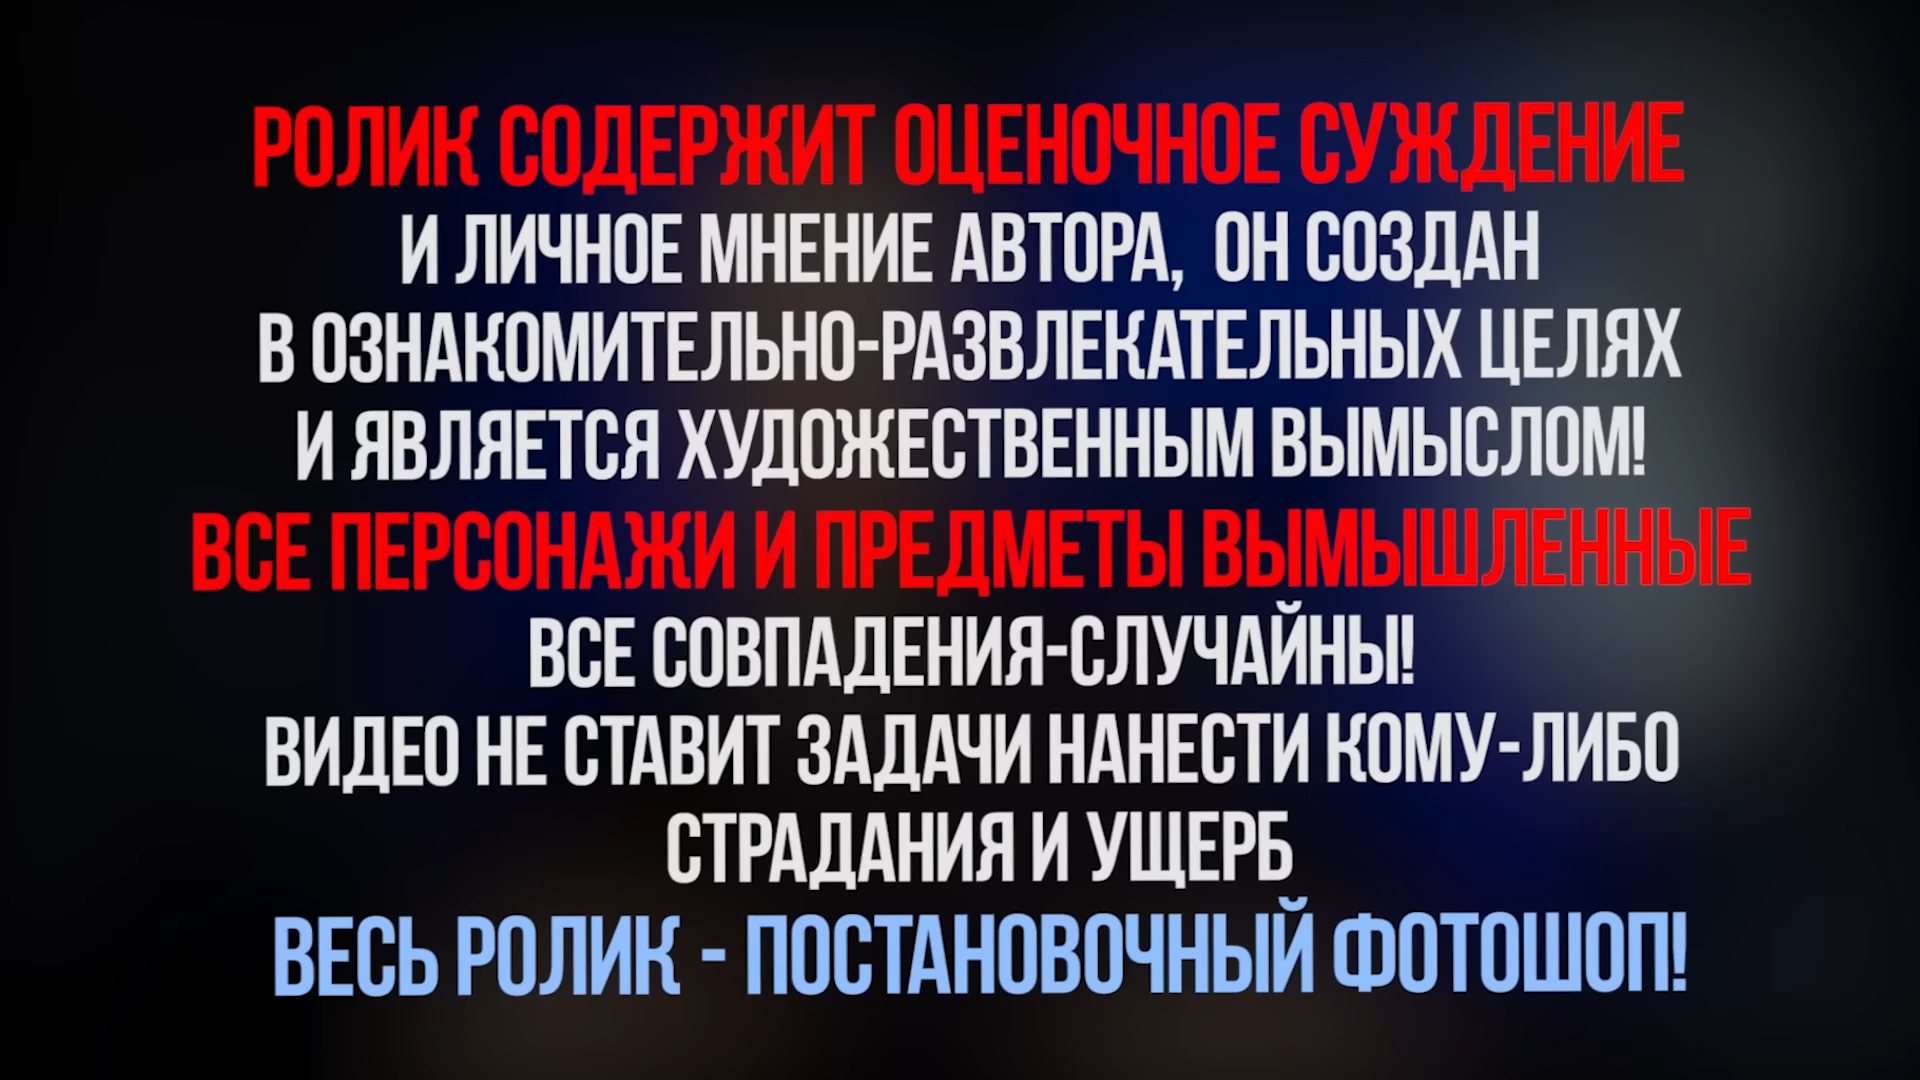 РОЛИК СОДЕРЖИТ ОЦЕНОЧНОЕ СУЖДЕНИЕ
И ЛИЧНОЕ МНЕНИЕ АВТОРА, ОН СОЗДАН
В ОЗНАКОМИТЕЛЬНО-РАЗВЛЕКАТЕЛЬНЫХ ЦЕЛЯХ
И ЯВЛЯЕТСЯ ХУДОЖЕСТВЕННЫМ ВЫМЫСЛОМ!
ВСЕ ПЕРСОНАЖИ И ПРЕДМЕТЫ ВЫМЫШЛЕННЫЕ
ВСЕ СОВПАДЕНИЯ-СЛУЧАЙНЫ!
ВИДЕО НЕ СТАВИТ ЗАДАЧИ НАНЕСТИ КОМУ-ЛИБО
СТРАДАНИЯ И УЩЕРБ
ВЕСЬ РОЛИК - ПОСТАНОВОЧНЫЙ ФОТОШОП!